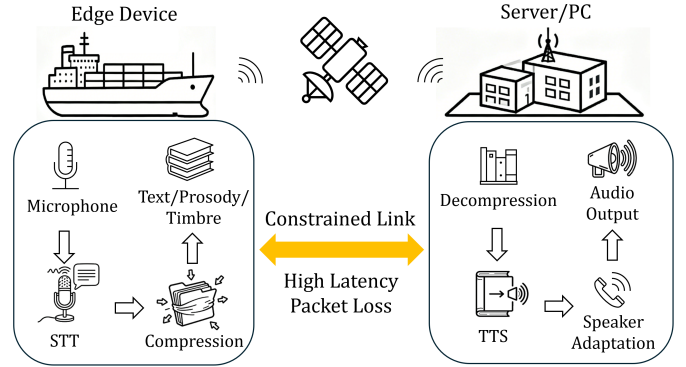 Edge Device
Server/PC
Microphone
Text/Prosody/
Timbre
STT
Compression
Constrained Link
High Latency
Packet Loss
Decompression
Audio
Output
TTS
Speaker
Adaptation